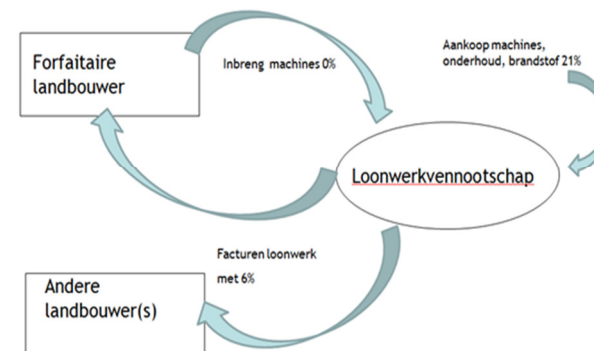 Forfaitaire
landbouwer
Inbreng machines 0%
Aankoop machines,
onderhoud, brandstof 21%
Loonwerkvennootschap
Facturen loonwerk
met 6%
Andere
landbouwer(s)